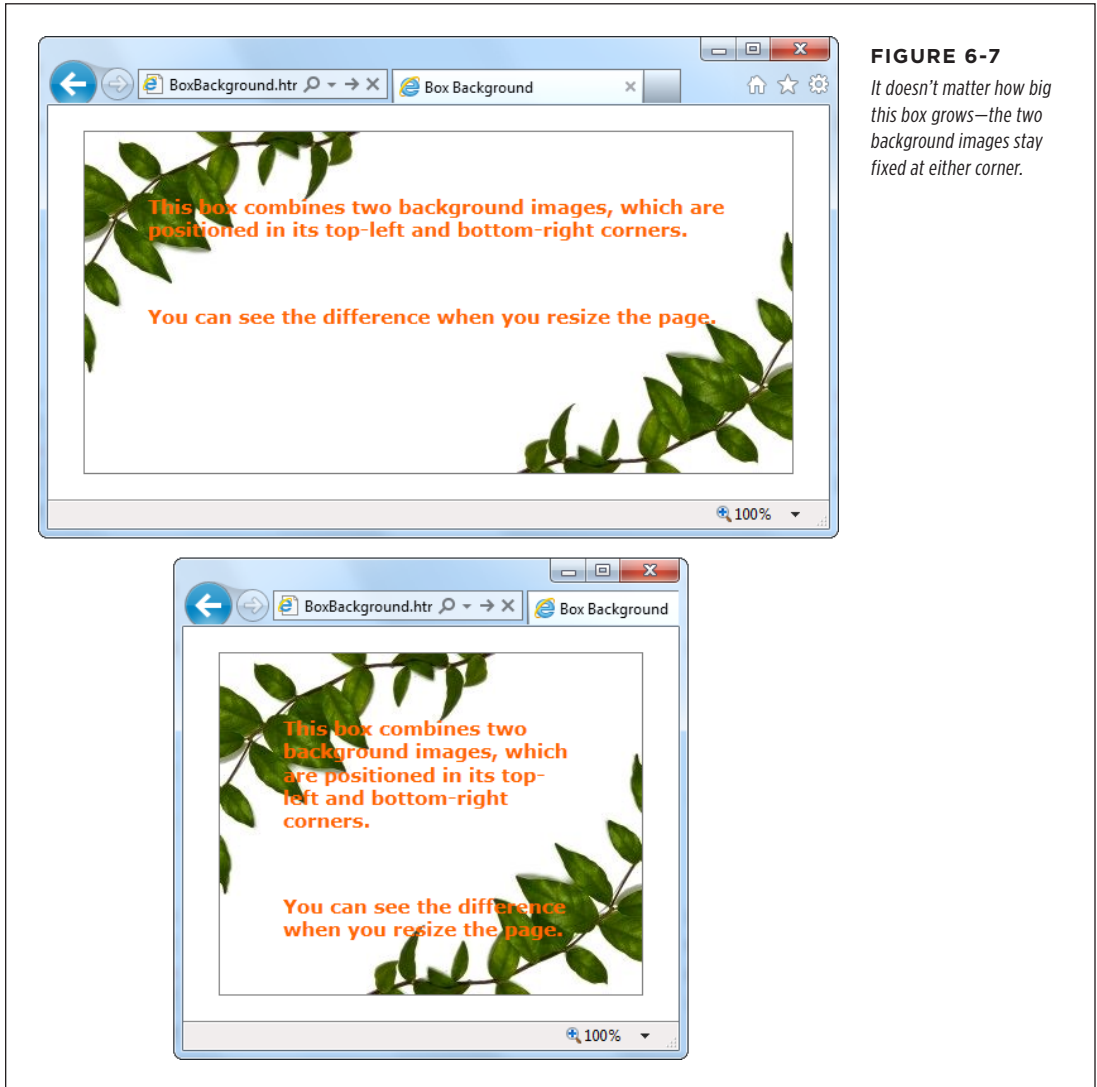 FIGURE 6-7
It doesn't matter how big
this box grows—the two
background images stay
fixed at either corner.
BoxBackground.htr
Box Background
This box combines two background images, which are
positioned in its top-left and bottom-right corners.
You can see the difference when you resize the page.
100%
BoxBackground.htr
Box Background
This box combines two
background images, which
are positioned in its top-
left and bottom-right
corners.
You can see the difference
when you resize the page.
100%